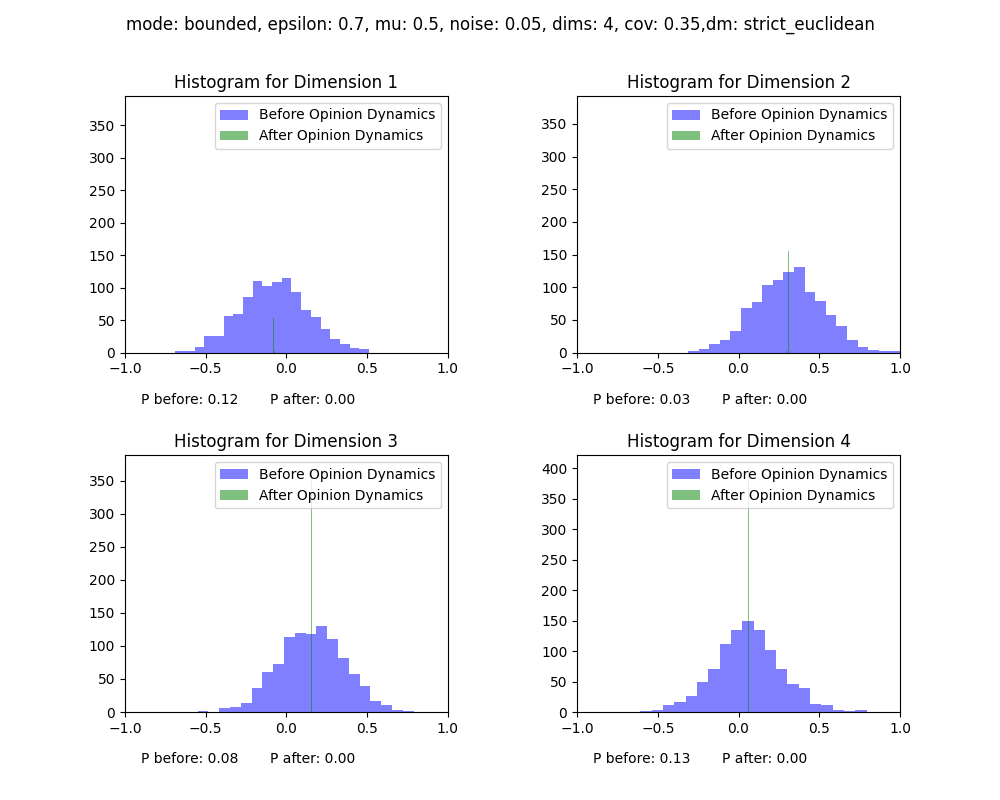 mode: bounded, epsilon: 0.7, mu: 0.5, noise: 0.05, dims: 4, cov: 0.35,dm: strict_euclidean
Histogram for Dimension 1
Before Opinion Dynamics
After Opinion Dynamics
350
300
250
200
150
100
50
0
−1.0 −0.5 0.0 0.5 1.0
P before: 0.12 P after: 0.00
Histogram for Dimension 2
Before Opinion Dynamics
After Opinion Dynamics
350
300
250
200
150
100
50
0
−1.0 −0.5 0.0 0.5 1.0
P before: 0.03 P after: 0.00
Histogram for Dimension 3
Before Opinion Dynamics
After Opinion Dynamics
350
300
250
200
150
100
50
0
−1.0 −0.5 0.0 0.5 1.0
P before: 0.08 P after: 0.00
Histogram for Dimension 4
Before Opinion Dynamics
After Opinion Dynamics
400
350
300
250
200
150
100
50
0
−1.0 −0.5 0.0 0.5 1.0
P before: 0.13 P after: 0.00